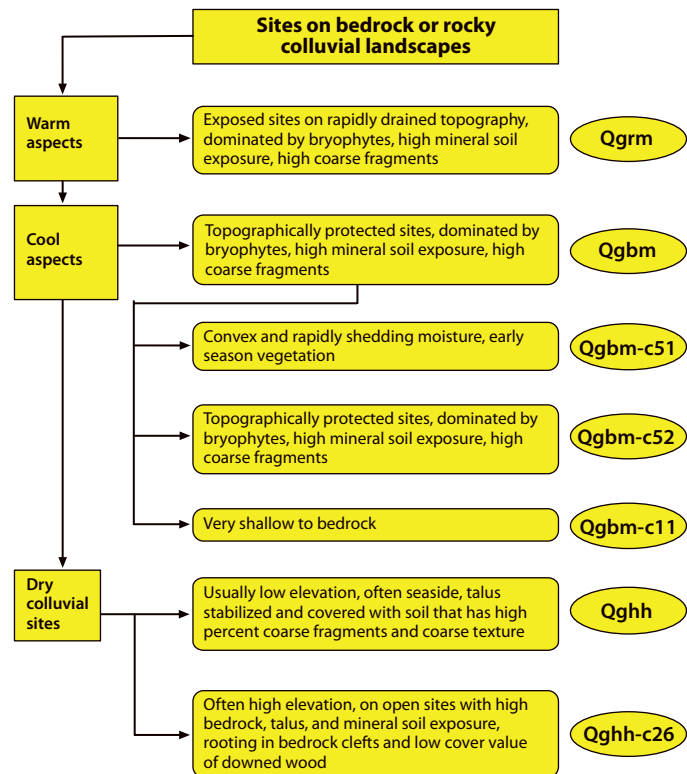 Sites on bedrock or rocky
colluvial landscapes
Warm
aspects
Exposed sites on rapidly drained topography,
dominated by bryophytes, high mineral soil
exposure, high coarse fragments
Qgrm
Cool
aspects
Topographically protected sites, dominated by
bryophytes, high mineral soil exposure, high
coarse fragments
Qgbm
Convex and rapidly shedding moisture, early
season vegetation
Qgbm-c51
Topographically protected sites, dominated by
bryophytes, high mineral soil exposure, high
coarse fragments
Qgbm-c52
Very shallow to bedrock
Qgbm-c11
Dry
colluvial
sites
Usually low elevation, often seaside, talus
stabilized and covered with soil that has high
percent coarse fragments and coarse texture
Qghh
Often high elevation, on open sites with high
bedrock, talus, and mineral soil exposure,
rooting in bedrock clefts and low cover value
of downed wood
Qghh-c26